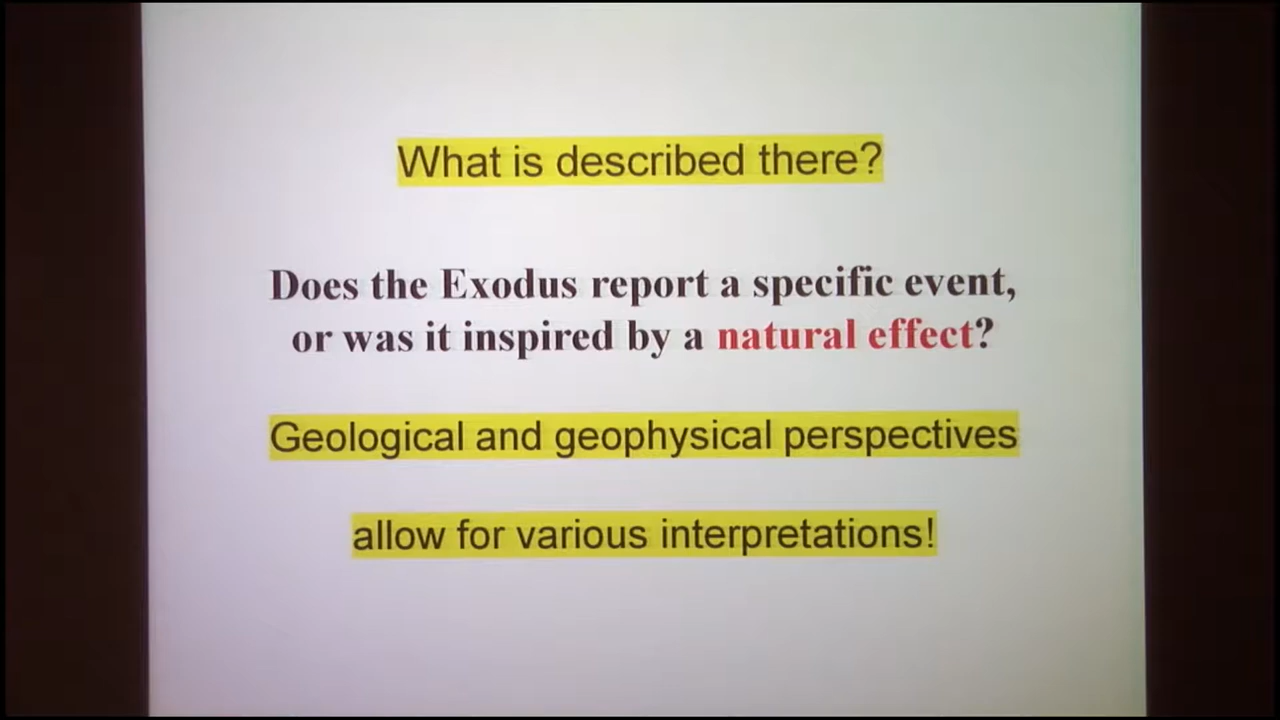 What is described there?
Does the Exodus report a specific event,
or was it inspired by a natural effect?
Geological and geophysical perspectives
allow for various interpretations!